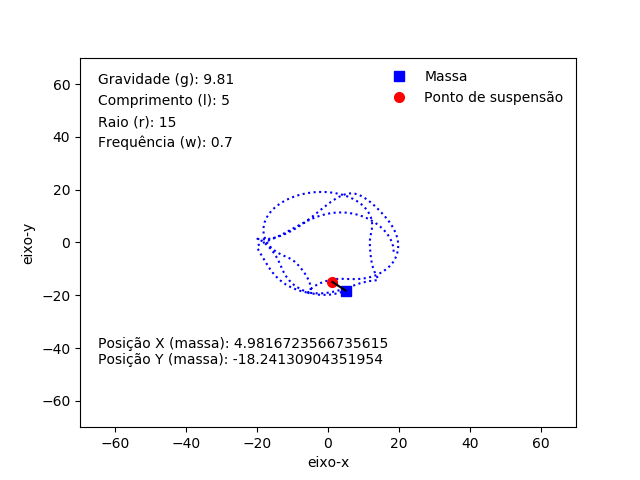 Gravidade (g): 9.81
Comprimento (l): 5
Raio (r): 15
Frequência (w): 0.7
Massa
Ponto de suspensão
60
40
20
0
−20
−40
−60
eixo-y
Posição X (massa): 4.9816723566735615
Posição Y (massa): -18.24130904351954
−60
−40
−20
0
20
40
60
eixo-x